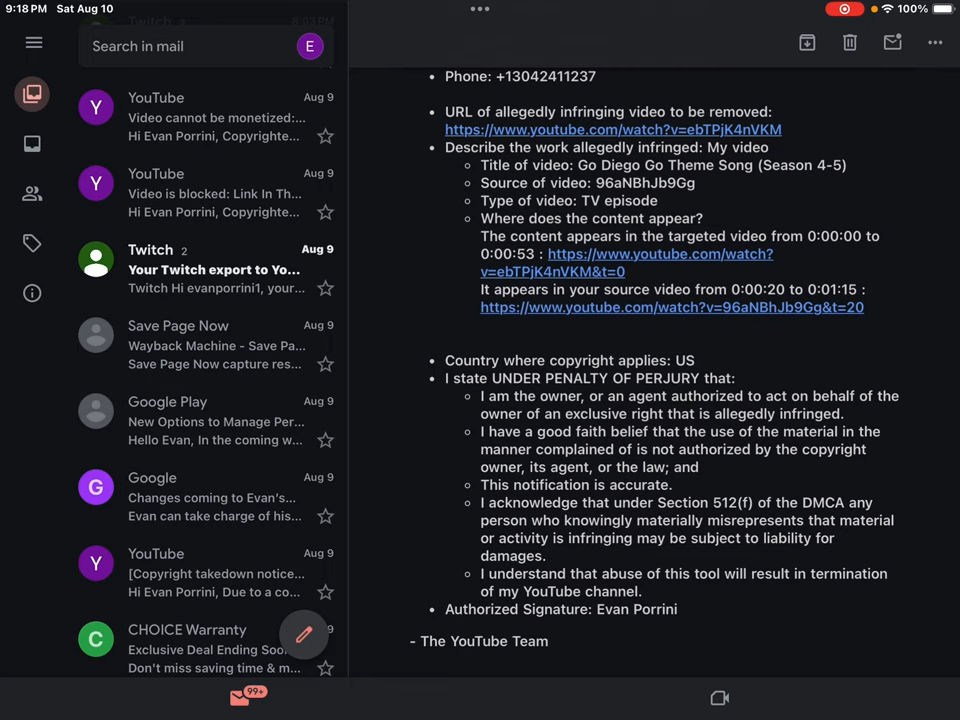 9:18 PM Sat Aug 10
100%
Search in mail
E
YouTube Aug 9
Video cannot be monetized:...
Hi Evan Porrini, Copyrighte...
YouTube Aug 9
Video is blocked: Link In Th...
Hi Evan Porrini, Copyrighte...
Twitch 2 Aug 9
Your Twitch export to Yo...
Twitch Hi evanporrini1, your...
Save Page Now Aug 9
Wayback Machine - Save Pa...
Save Page Now capture res...
Google Play Aug 9
New Options to Manage Per...
Hello Evan, In the coming w...
Google Aug 9
Changes coming to Evan's...
Evan can take charge of his...
YouTube Aug 9
[Copyright takedown notice...
Hi Evan Porrini, Due to a co...
CHOICE Warranty 9
Exclusive Deal Ending Soo
Don't miss saving time & m...
Y
Y
G
Y
C
99+
• Phone: +13042411237
• URL of allegedly infringing video to be removed:
https://www.youtube.com/watch?v=ebTPjK4nVKM
• Describe the work allegedly infringed: My video
Title of video: Go Diego Go Theme Song (Season 4-5)
Source of video: 96aNBhJb9Gg
Type of video: TV episode
Where does the content appear?
The content appears in the targeted video from 0:00:00 to
0:00:53 : https://www.youtube.com/watch?
v=ebTPjK4nVKM&t=0
It appears in your source video from 0:00:20 to 0:01:15 :
https://www.youtube.com/watch?v=96aNBhJb9Gg&t=20
• Country where copyright applies: US
• I state UNDER PENALTY OF PERJURY that:
I am the owner, or an agent authorized to act on behalf of the
owner of an exclusive right that is allegedly infringed.
I have a good faith belief that the use of the material in the
manner complained of is not authorized by the copyright
owner, its agent, or the law; and
This notification is accurate.
I acknowledge that under Section 512(f) of the DMCA any
person who knowingly materially misrepresents that material
or activity is infringing may be subject to liability for
damages.
I understand that abuse of this tool will result in termination
of my YouTube channel.
• Authorized Signature: Evan Porrini
- The YouTube Team